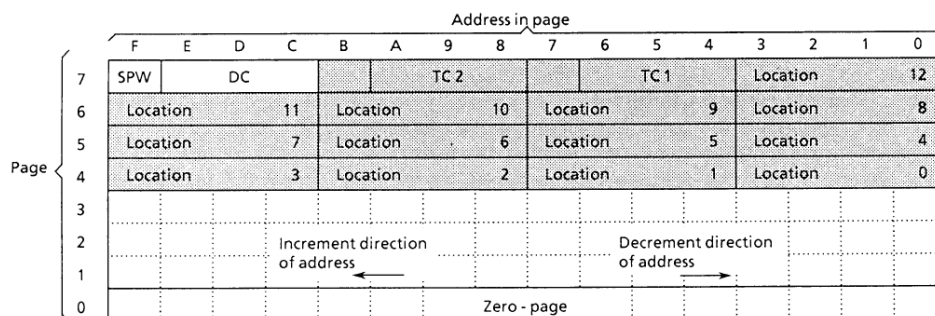 Address in page
F E D C B A 9 8 7 6 5 4 3 2 1 0
7 SPW DC TC 2 TC 1 Location 12
6 Location 11 Location 10 Location 9 Location 8
5 Location 7 Location 6 Location 5 Location 4
Page 4 Location 3 Location 2 Location 1 Location 0
3
2 Increment direction of address Decrement direction of address
1
0 Zero - page